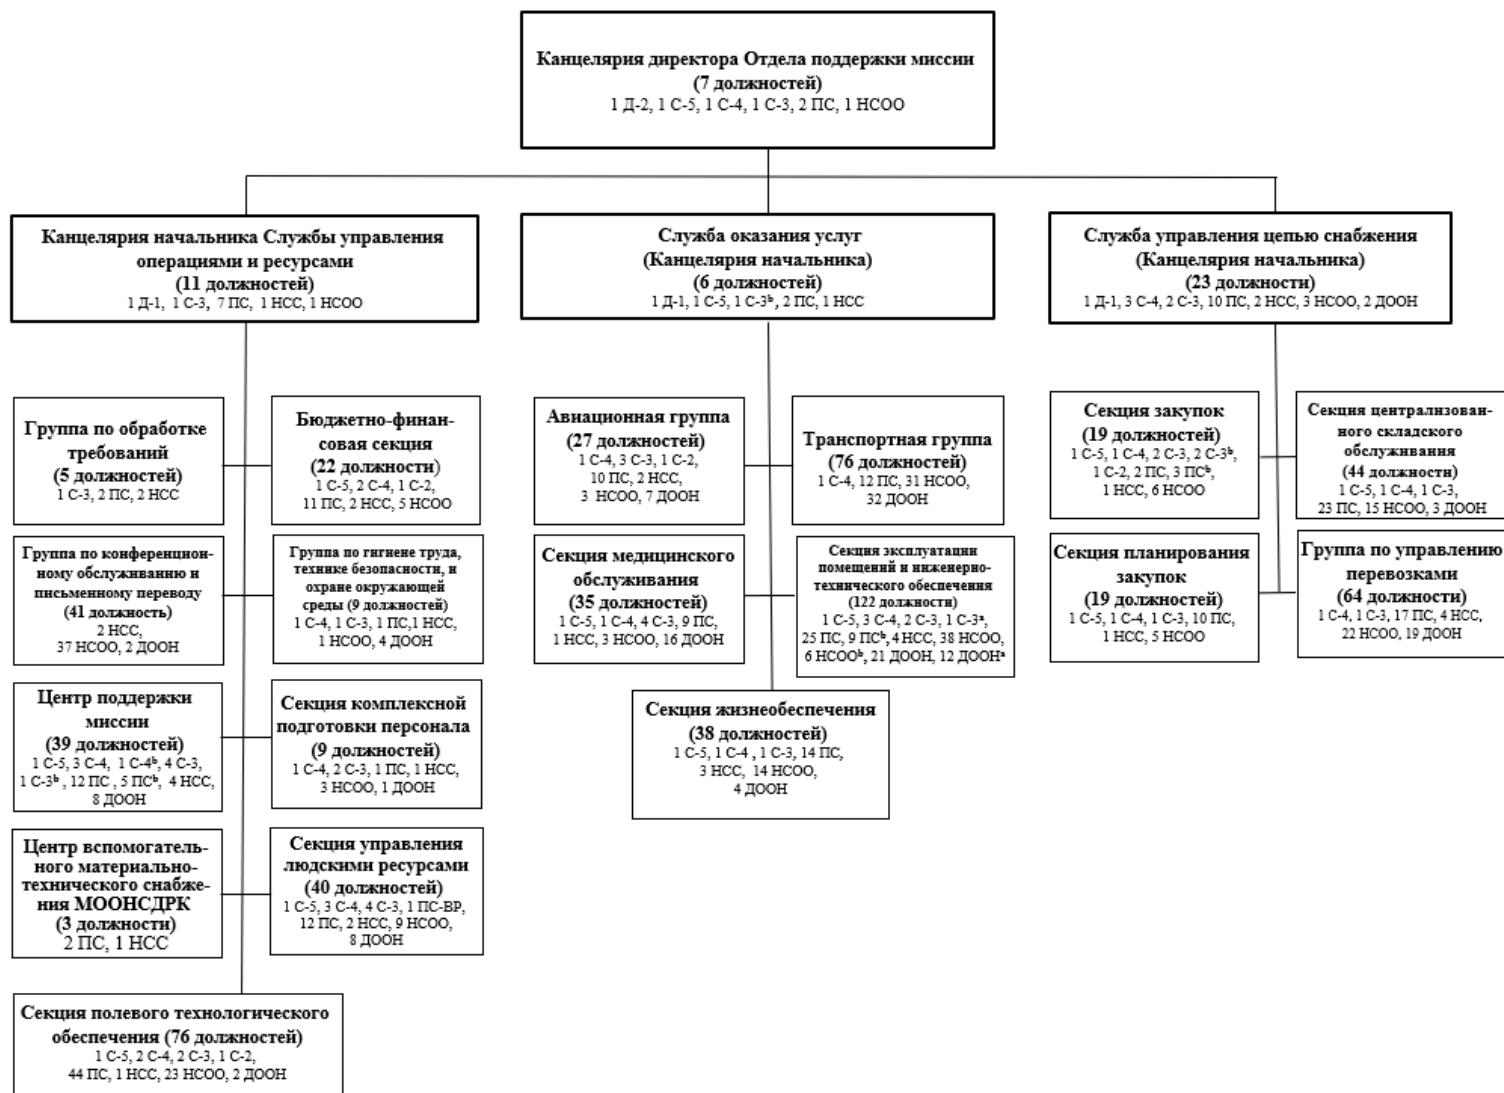 Канцелярия директора Отдела поддержки миссии
(7 должностей)
1 Д-2, 1 С-5, 1 С-4, 1 С-3, 2 ПС, 1 НСОО
Канцелярия начальника Службы управления
операциями и ресурсами
(11 должностей)
1 Д-1, 1 С-3, 7 ПС, 1 НСС, 1 НСОО
Служба оказания услуг
(Канцелярия начальника)
(6 должностей)
1 Д-1, 1 С-5, 1 С-3ᵇ, 2 ПС, 1 НСС
Служба управления цепью снабжения
(Канцелярия начальника)
(23 должности)
1 Д-1, 3 С-4, 2 С-3, 10 ПС, 2 НСС, 3 НСОО, 2 ДООН
Группа по обработке
требований
(5 должностей)
1 С-3, 2 ПС, 2 НСС
Бюджетно-финан-
совая секция
(22 должности)
1 С-5, 2 С-4, 1 С-2,
11 ПС, 2 НСС, 5 НСОО
Авиационная группа
(27 должностей)
1 С-4, 3 С-3, 1 С-2,
10 ПС, 2 НСС,
3 НСОО, 7 ДООН
Транспортная группа
(76 должностей)
1 С-4, 12 ПС, 31 НСОО,
32 ДООН
Секция закупок
(19 должностей)
1 С-5, 1 С-4, 2 С-3, 2 С-3ᵇ,
1 С-2, 2 ПС, 3 ПСᵇ,
1 НСС, 6 НСОО
Секция централизован-
ного складского
обслуживания
(44 должности)
1 С-5, 1 С-4, 1 С-3,
23 ПС, 15 НСОО, 3 ДООН
Группа по конференцион-
ному обслуживанию и
письменному переводу
(41 должность)
2 НСС,
37 НСОО, 2 ДООН
Группа по гигиене труда,
технике безопасности, и
охране окружающей
среды (9 должностей)
1 С-4, 1 С-3, 1 ПС,1 НСС,
1 НСОО, 4 ДООН
Секция медицинского
обслуживания
(35 должностей)
1 С-5, 1 С-4, 4 С-3, 9 ПС,
1 НСС, 3 НСОО, 16 ДООН
Секция эксплуатации
помещений и инженерно-
технического обеспечения
(122 должности)
1 С-5, 3 С-4, 2 С-3, 1 С-3ᵃ,
25 ПС, 9 ПСᵇ, 4 НСС, 38 НСОО,
6 НСООᵇ, 21 ДООН, 12 ДООНᵃ
Секция планирования
закупок
(19 должностей)
1 С-5, 1 С-4, 1 С-3, 10 ПС,
1 НСС, 5 НСОО
Группа по управлению
перевозками
(64 должности)
1 С-4, 1 С-3, 17 ПС, 4 НСС,
22 НСОО, 19 ДООН
Центр поддержки
миссии
(39 должностей)
1 С-5, 3 С-4, 1 С-4ᵇ, 4 С-3,
1 С-3ᵇ , 12 ПС , 5 ПСᵇ, 4 НСС,
8 ДООН
Секция комплексной
подготовки персонала
(9 должностей)
1 С-4, 2 С-3, 1 ПС, 1 НСС,
3 НСОО, 1 ДООН
Секция жизнеобеспечения
(38 должностей)
1 С-5, 1 С-4 , 1 С-3, 14 ПС,
3 НСС, 14 НСОО,
4 ДООН
Центр вспомогатель-
ного материально-
технического снабже-
ния МООНСДРК
(3 должности)
2 ПС, 1 НСС
Секция управления
людскими ресурсами
(40 должностей)
1 С-5, 3 С-4, 4 С-3, 1 ПС-ВР,
12 ПС, 2 НСС, 9 НСОО,
8 ДООН
Секция полевого технологического
обеспечения (76 должностей)
1 С-5, 2 С-4, 2 С-3, 1 С-2,
44 ПС, 1 НСС, 23 НСОО, 2 ДООН